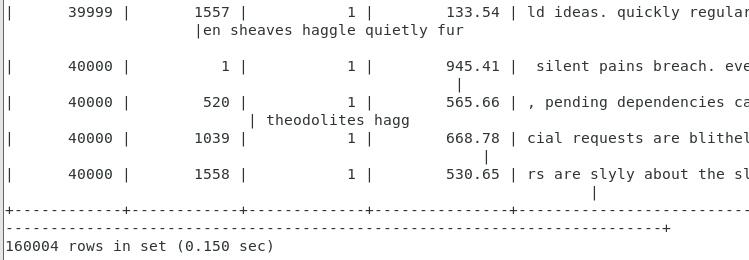 |      39999 |       1557 |           1 |        133.54 | ld ideas. quickly regular
|en sheaves haggle quietly fur
|      40000 |          1 |           1 |        945.41 |  silent pains breach. eve
|
|      40000 |        520 |           1 |        565.66 | , pending dependencies ca
| theodolites hagg
|      40000 |       1039 |           1 |        668.78 | cial requests are blithel
|
|      40000 |       1558 |           1 |        530.65 | rs are slyly about the sl
|
+------------+------------+-------------+---------------+--------------------------
-------------------------------------------------------------------------+
160004 rows in set (0.150 sec)